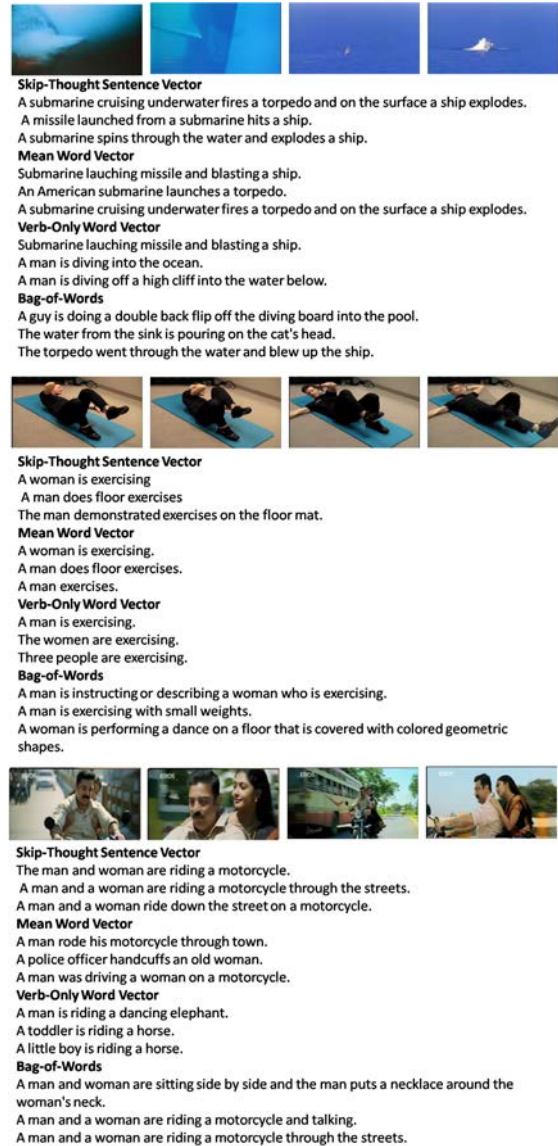 Skip-Thought Sentence Vector
A submarine cruising underwater fires a torpedo and on the surface a ship explodes.
A missile launched from a submarine hits a ship.
A submarine spins through the water and explodes a ship.
Mean Word Vector
Submarine lauching missile and blasting a ship.
An American submarine launches a torpedo.
A submarine cruising underwater fires a torpedo and on the surface a ship explodes.
Verb-Only Word Vector
Submarine lauching missile and blasting a ship.
A man is diving into the ocean.
A man is diving off a high cliff into the water below.
Bag-of-Words
A guy is doing a double back flip off the diving board into the pool.
The water from the sink is pouring on the cat's head.
The torpedo went through the water and blew up the ship.
Skip-Thought Sentence Vector
A woman is exercising
A man does floor exercises
The man demonstrated exercises on the floor mat.
Mean Word Vector
A woman is exercising.
A man does floor exercises.
A man exercises.
Verb-Only Word Vector
A man is exercising.
The women are exercising.
Three people are exercising.
Bag-of-Words
A man is instructing or describing a woman who is exercising.
A man is exercising with small weights.
A woman is performing a dance on a floor that is covered with colored geometric
shapes.
EROS
EROS
EROS
Skip-Thought Sentence Vector
The man and woman are riding a motorcycle.
A man and a woman are riding a motorcycle through the streets.
A man and a woman ride down the street on a motorcycle.
Mean Word Vector
A man rode his motorcycle through town.
A police officer handcuffs an old woman.
A man was driving a woman on a motorcycle.
Verb-Only Word Vector
A man is riding a dancing elephant.
A toddler is riding a horse.
A little boy is riding a horse.
Bag-of-Words
A man and woman are sitting side by side and the man puts a necklace around the
woman's neck.
A man and a woman are riding a motorcycle and talking.
A man and a woman are riding a motorcycle through the streets.